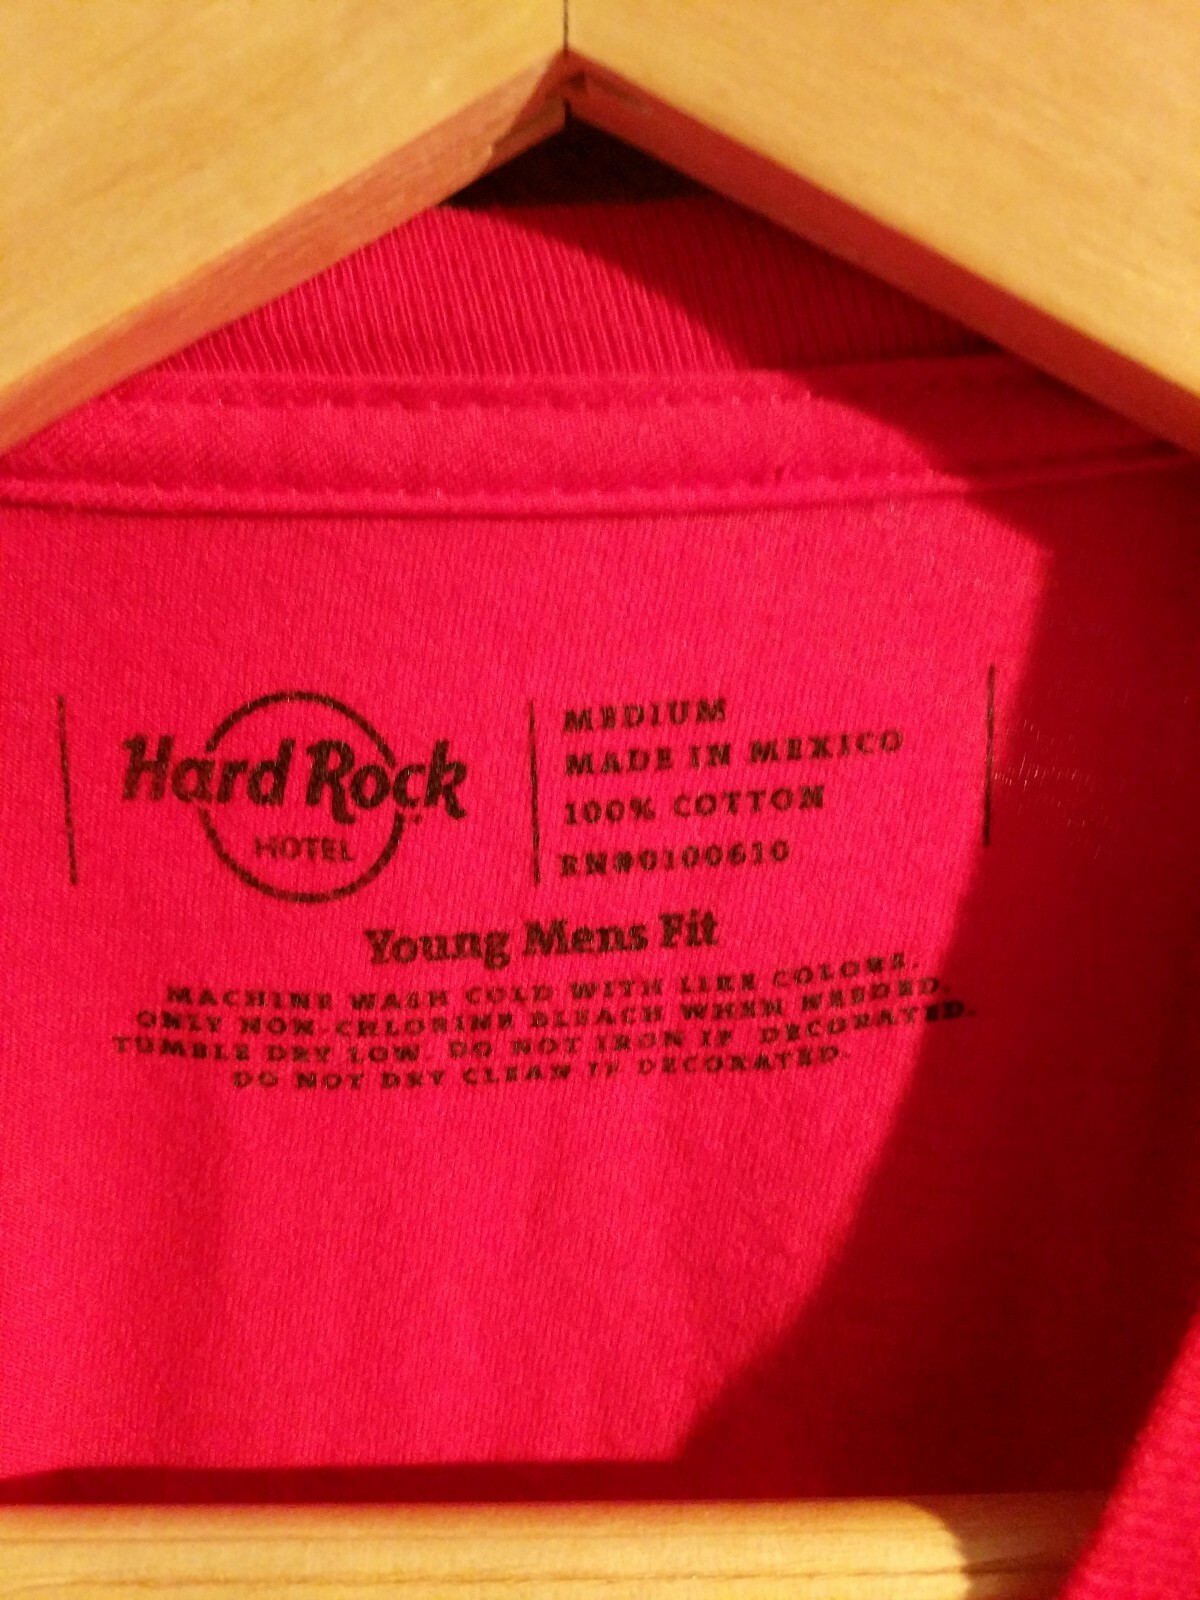 Hard Rock
HOTEL
MEDIUM
MADE IN MEXICO
100% COTTON
RN#0100610
Young Mens Fit
MACHINE WASH COLD WITH LIKE COLORS.
ONLY NON-CHLORINE BLEACH WHEN NEEDED.
TUMBLE DRY LOW. DO NOT IRON IF DECORATED.
DO NOT DRY CLEAN IF DECORATED.